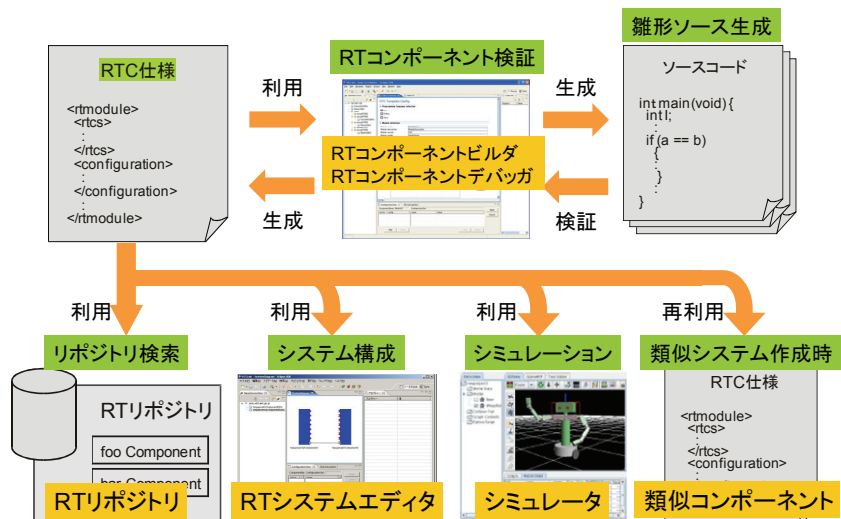 雛形ソース生成
RTC仕様
<rtmodule>
<rtcs>
:
</rtcs>
<configuration>
:
</configuration>
:
</rtmodule>
利用
生成
RTコンポーネント検証
RTコンポーネントビルダ
RTコンポーネントデバッガ
生成
検証
ソースコード
int main(void) {
int I;
:
if (a == b)
{
:
}
:
}
利用
利用
利用
再利用
リポジトリ検索
システム構成
シミュレーション
類似システム作成時
RTリポジトリ
foo Component
bar Component
RTリポジトリ
RTシステムエディタ
シミュレータ
RTC仕様
<rtmodule>
<rtcs>
:
</rtcs>
<configuration>
:
類似コンポーネント